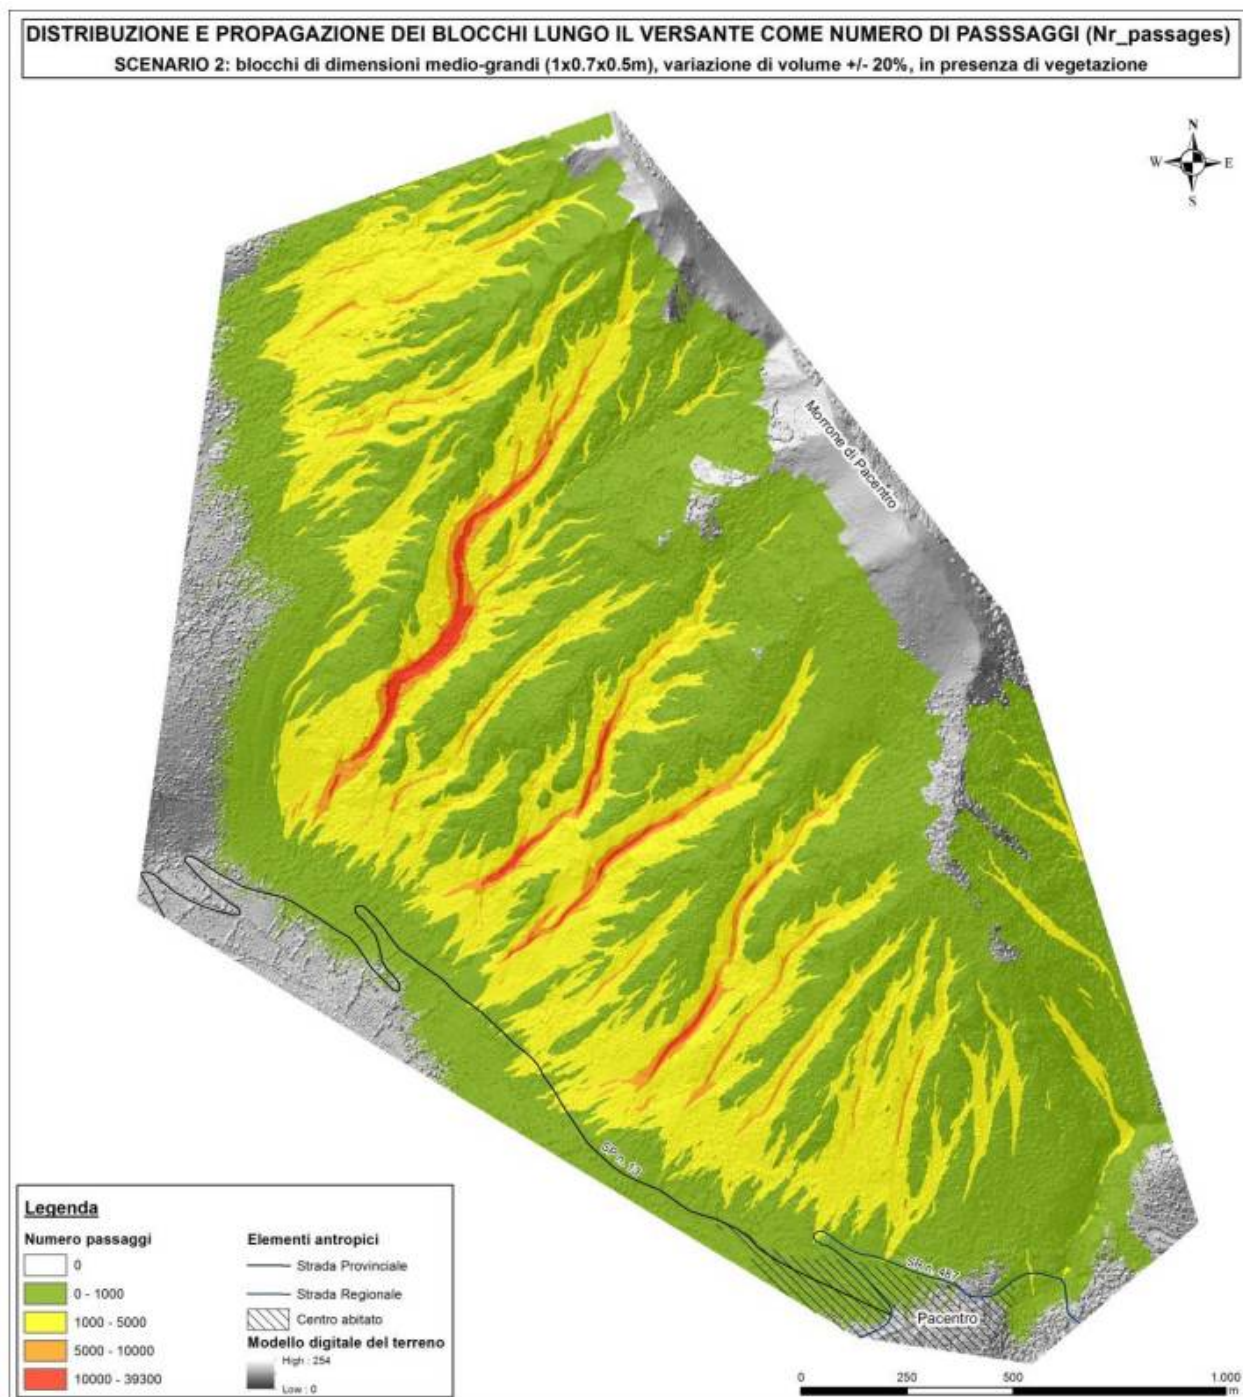 DISTRIBUZIONE E PROPAGAZIONE DEI BLOCCHI LUNGO IL VERSANTE COME NUMERO DI PASSSAGGI (Nr_passages)
SCENARIO 2: blocchi di dimensioni medio-grandi (1x0.7x0.5m), variazione di volume +/- 20%, in presenza di vegetazione
N
W E
S
Morrone di Pacentro
SP n. 13
SR n. 487
Pacentro
Legenda
Numero passaggi
0
0 - 1000
1000 - 5000
5000 - 10000
10000 - 39300
Elementi antropici
Strada Provinciale
Strada Regionale
Centro abitato
Modello digitale del terreno
High : 254
Low : 0
0 250 500 1.000
m